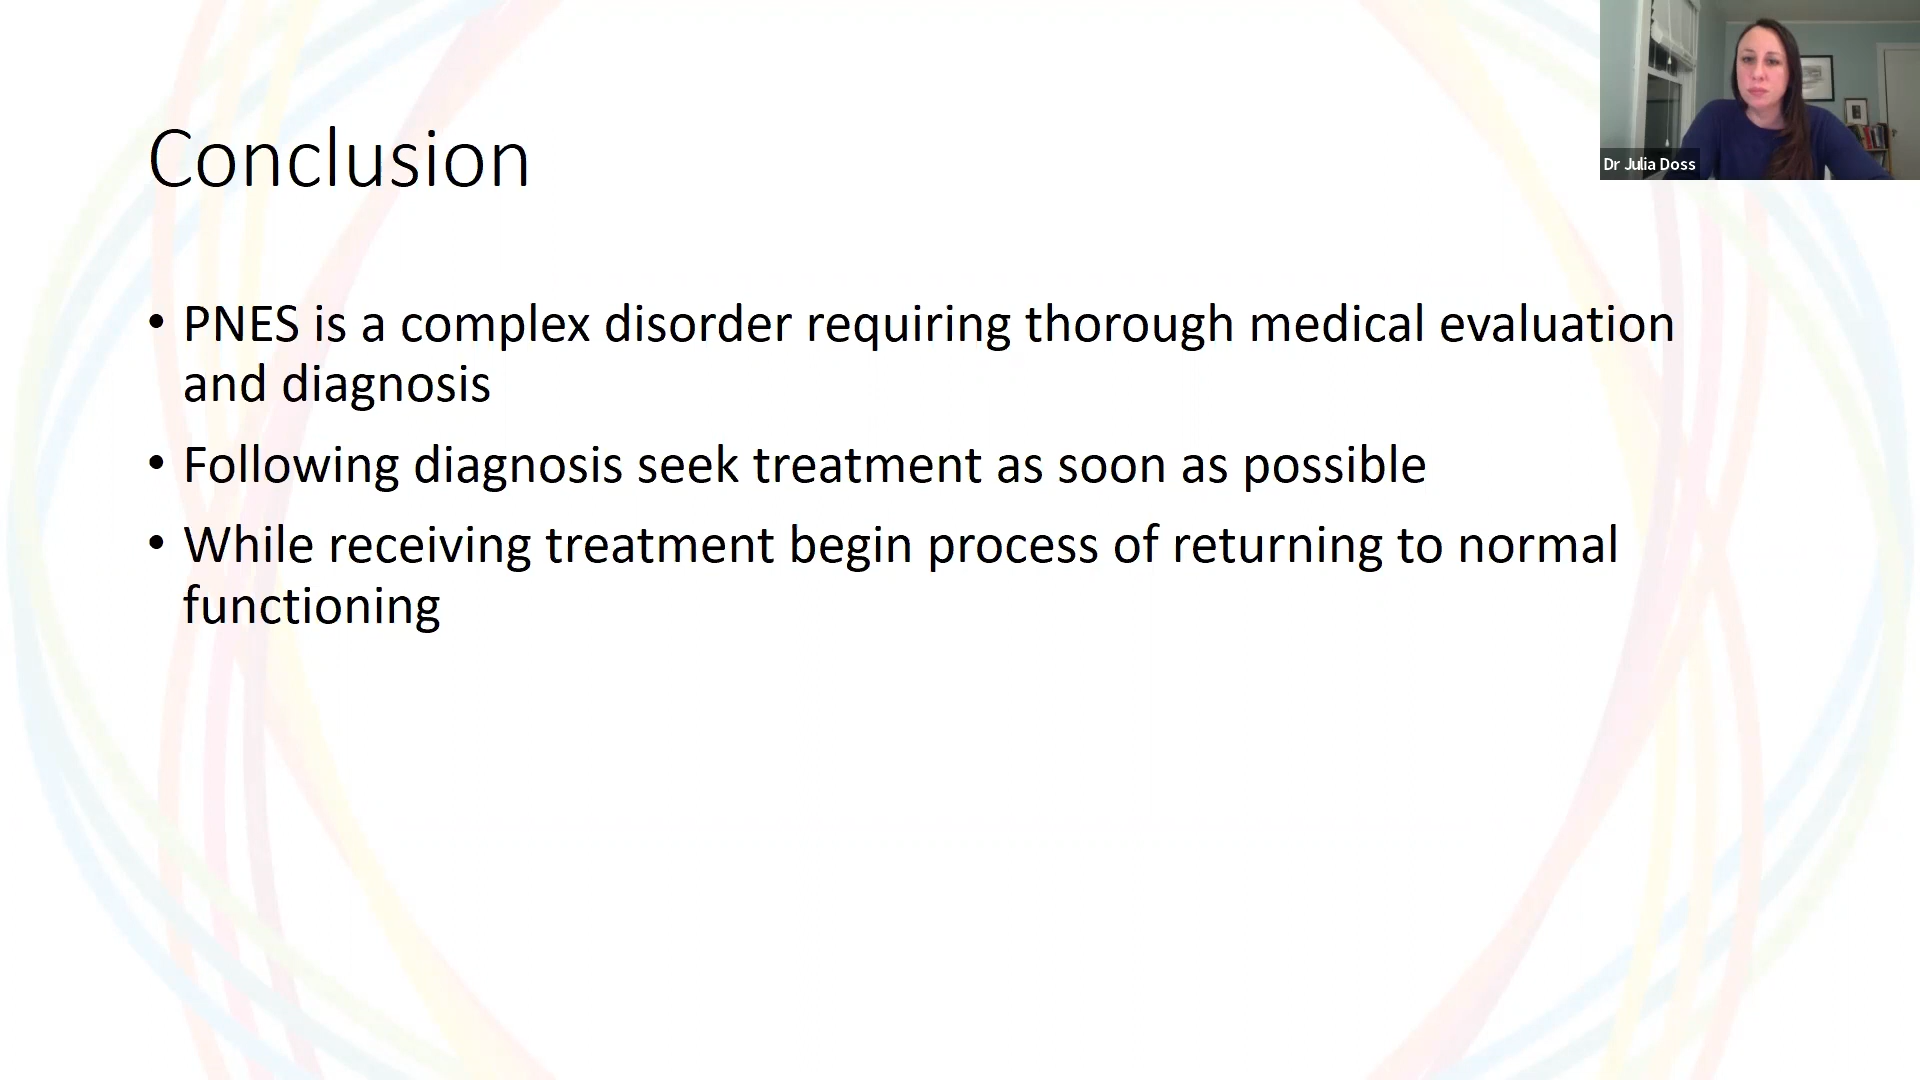 Conclusion
Dr Julia Doss
• PNES is a complex disorder requiring thorough medical evaluation
and diagnosis
• Following diagnosis seek treatment as soon as possible
• While receiving treatment begin process of returning to normal
functioning